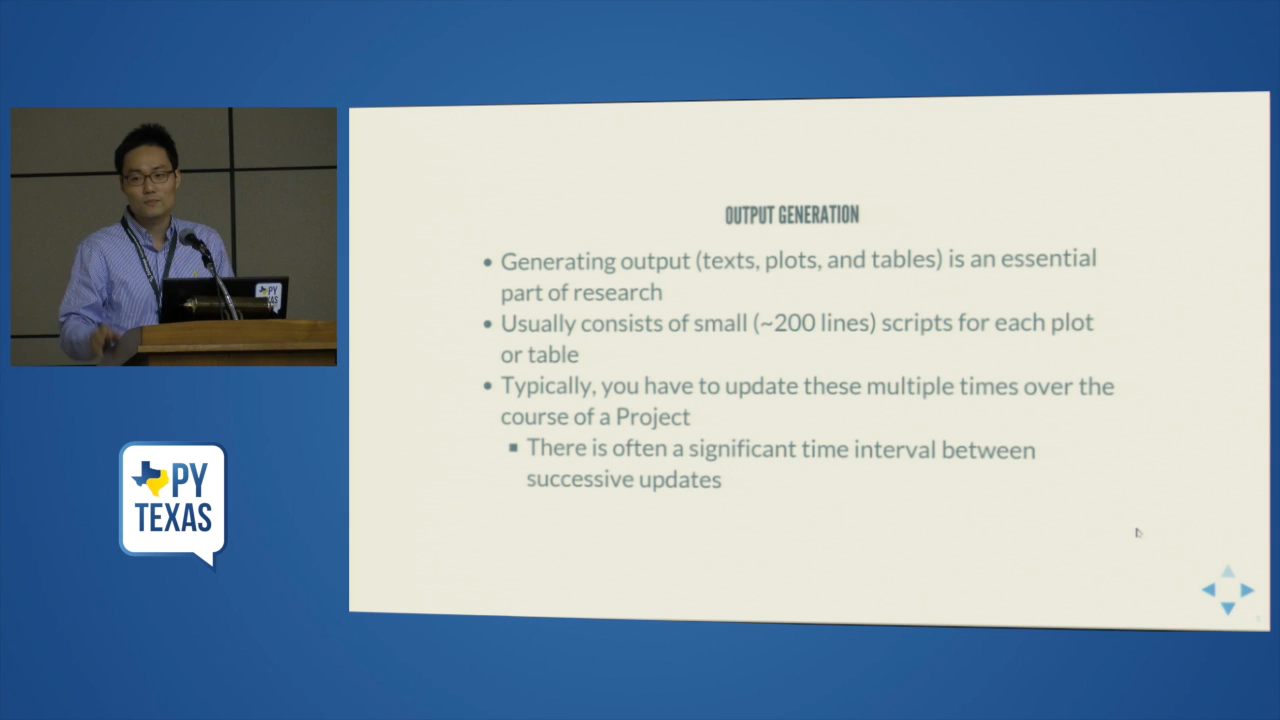 OUTPUT GENERATION
• Generating output (texts, plots, and tables) is an essential
part of research
• Usually consists of small (~200 lines) scripts for each plot
or table
• Typically, you have to update these multiple times over the
course of a Project
▪ There is often a significant time interval between
successive updates
PY
TEXAS
PY